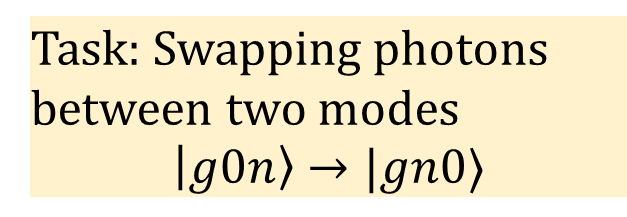 Task: Swapping photons
between two modes
|g0n⟩ → |gn0⟩